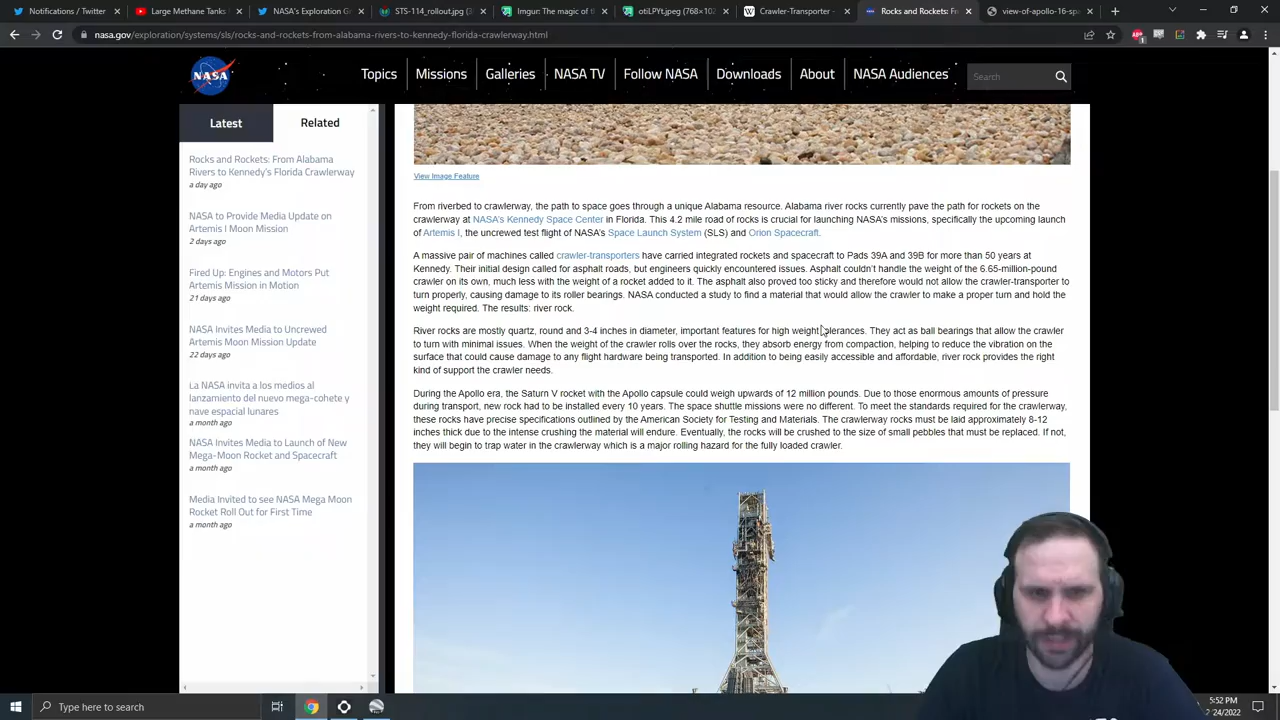 Notifications / Twitter
Large Methane Tanks
NASA's Exploration G
STS-114_rollout.jpg (3
Imgur: The magic of th
otiLPYt.jpeg (768×102
Crawler-Transporter -
Rocks and Rockets: Fr
view-of-apollo-16-sp
nasa.gov/exploration/systems/sls/rocks-and-rockets-from-alabama-rivers-to-kennedy-florida-crawlerway.html
NASA
Topics
Missions
Galleries
NASA TV
Follow NASA
Downloads
About
NASA Audiences
Search
Latest
Related
Rocks and Rockets: From Alabama
Rivers to Kennedy's Florida Crawlerway
a day ago
NASA to Provide Media Update on
Artemis I Moon Mission
2 days ago
Fired Up: Engines and Motors Put
Artemis Mission in Motion
21 days ago
NASA Invites Media to Uncrewed
Artemis Moon Mission Update
22 days ago
La NASA invita a los medios al
lanzamiento del nuevo mega-cohete y
nave espacial lunares
a month ago
NASA Invites Media to Launch of New
Mega-Moon Rocket and Spacecraft
a month ago
Media Invited to see NASA Mega Moon
Rocket Roll Out for First Time
a month ago
View Image Feature
From riverbed to crawlerway, the path to space goes through a unique Alabama resource. Alabama river rocks currently pave the path for rockets on the
crawlerway at NASA's Kennedy Space Center in Florida. This 4.2 mile road of rocks is crucial for launching NASA's missions, specifically the upcoming launch
of Artemis I, the uncrewed test flight of NASA's Space Launch System (SLS) and Orion Spacecraft.
A massive pair of machines called crawler-transporters have carried integrated rockets and spacecraft to Pads 39A and 39B for more than 50 years at
Kennedy. Their initial design called for asphalt roads, but engineers quickly encountered issues. Asphalt couldn't handle the weight of the 6.65-million-pound
crawler on its own, much less with the weight of a rocket added to it. The asphalt also proved too sticky and therefore would not allow the crawler-transporter to
turn properly, causing damage to its roller bearings. NASA conducted a study to find a material that would allow the crawler to make a proper turn and hold the
weight required. The results: river rock.
River rocks are mostly quartz, round and 3-4 inches in diameter, important features for high weight tolerances. They act as ball bearings that allow the crawler
to turn with minimal issues. When the weight of the crawler rolls over the rocks, they absorb energy from compaction, helping to reduce the vibration on the
surface that could cause damage to any flight hardware being transported. In addition to being easily accessible and affordable, river rock provides the right
kind of support the crawler needs.
During the Apollo era, the Saturn V rocket with the Apollo capsule could weigh upwards of 12 million pounds. Due to those enormous amounts of pressure
during transport, new rock had to be installed every 10 years. The space shuttle missions were no different. To meet the standards required for the crawlerway,
these rocks have precise specifications outlined by the American Society for Testing and Materials. The crawlerway rocks must be laid approximately 8-12
inches thick due to the intense crushing the material will endure. Eventually, the rocks will be crushed to the size of small pebbles that must be replaced. If not,
they will begin to trap water in the crawlerway which is a major rolling hazard for the fully loaded crawler.
Type here to search
5:52 PM
2/24/2022